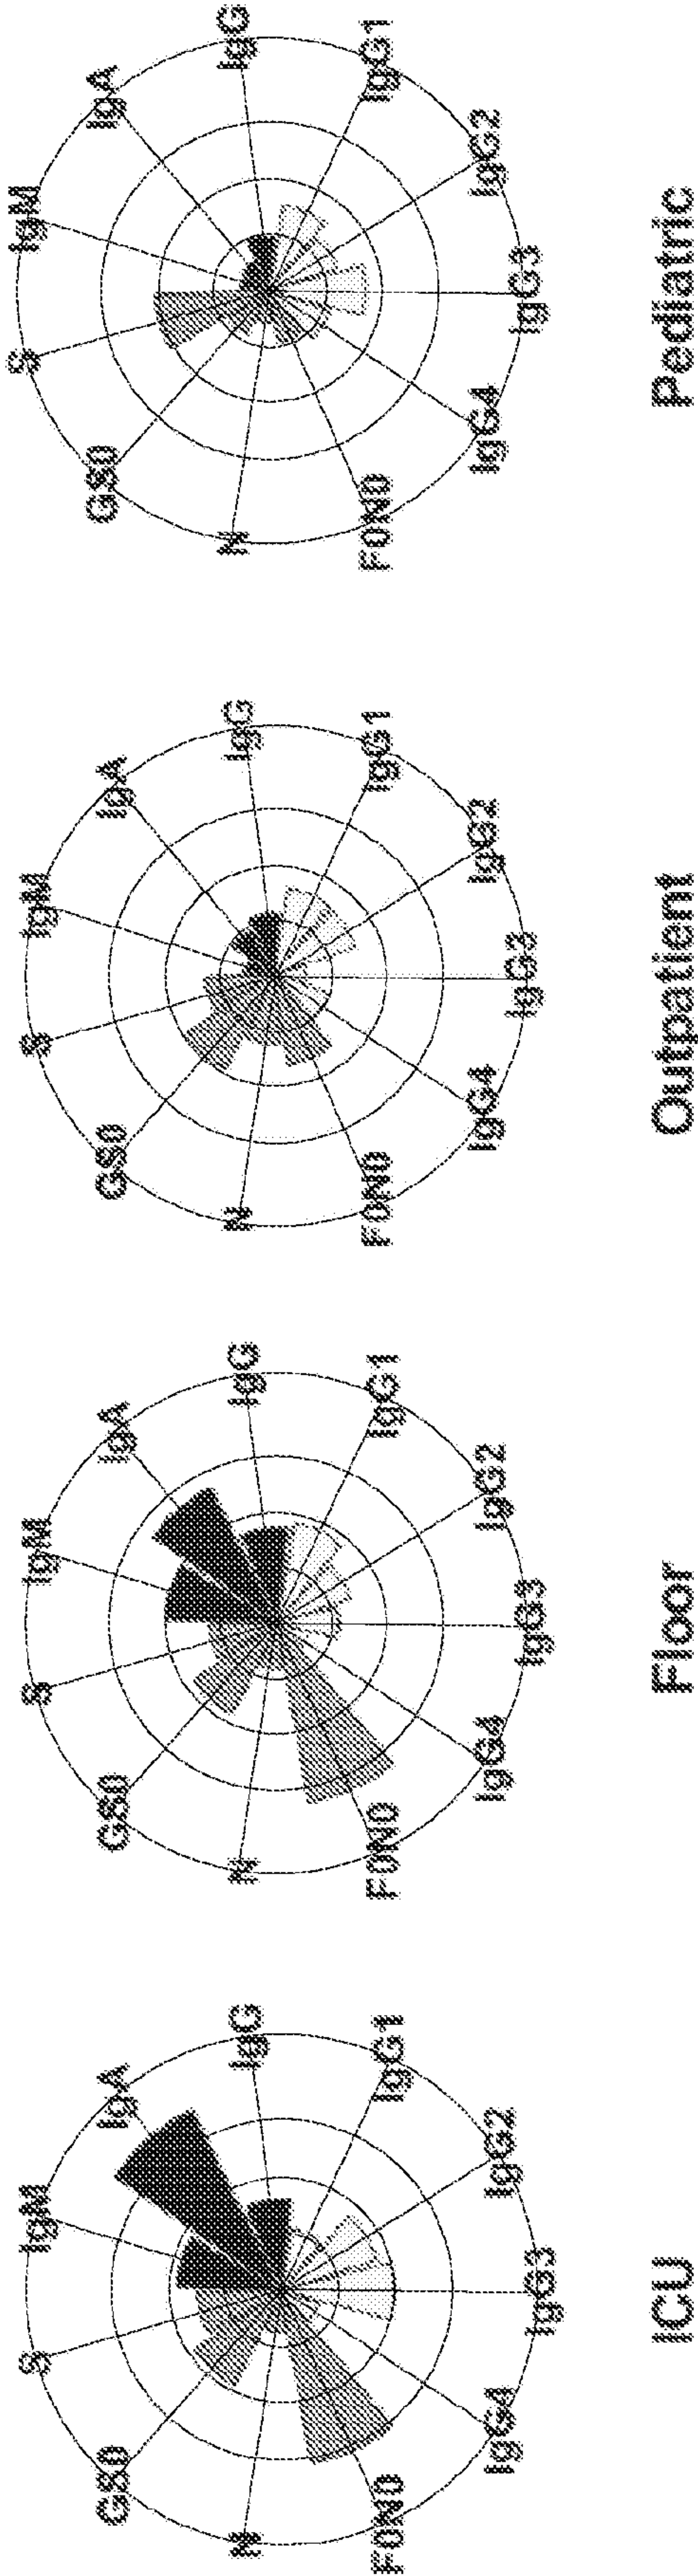 S
IgM
GS0
IgA
N
IgG
F0N0
IgG1
IgG4
IgG2
IgG3
ICU
S
IgM
GS0
IgA
N
IgG
F0N0
IgG1
IgG4
IgG2
IgG3
Floor
S
IgM
GS0
IgA
N
IgG
F0N0
IgG1
IgG4
IgG2
IgG3
Outpatient
S
IgM
GS0
IgA
N
IgG
F0N0
IgG1
IgG4
IgG2
IgG3
Pediatric